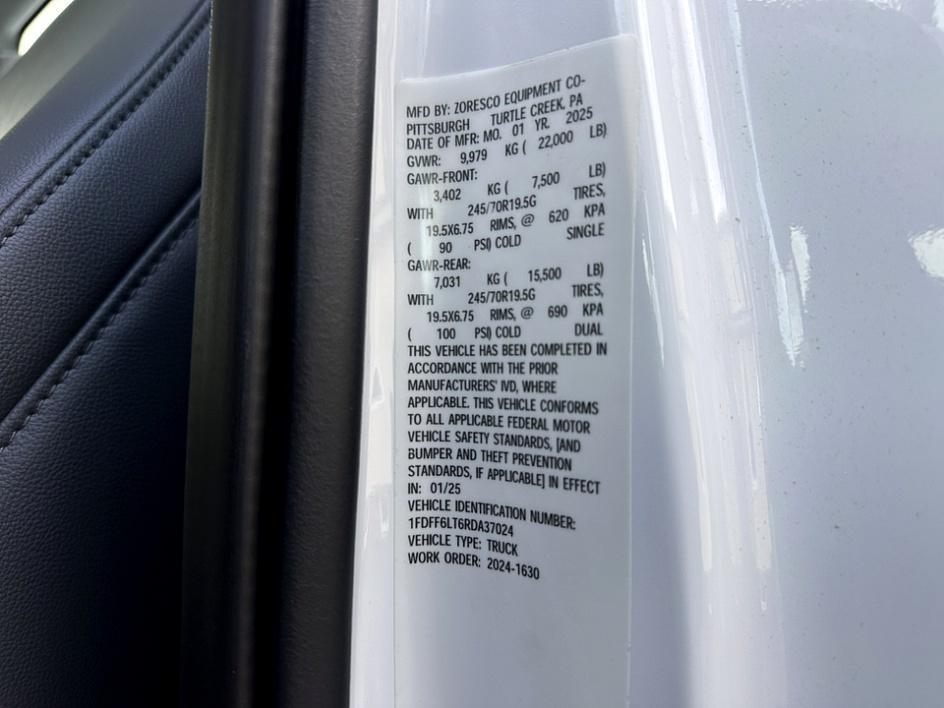 MFD BY: ZORESCO EQUIPMENT CO-
PITTSBURGH TURTLE CREEK, PA
DATE OF MFR: MO. 01 YR. 2025
GVWR: 9,979 KG ( 22,000 LB)
GAWR-FRONT:
3,402 KG ( 7,500 LB)
WITH 245/70R19.5G TIRES,
19.5X6.75 RIMS, @ 620 KPA
( 90 PSI) COLD SINGLE
GAWR-REAR:
7,031 KG ( 15,500 LB)
WITH 245/70R19.5G TIRES,
19.5X6.75 RIMS, @ 690 KPA
( 100 PSI) COLD DUAL
THIS VEHICLE HAS BEEN COMPLETED IN
ACCORDANCE WITH THE PRIOR
MANUFACTURERS' IVD, WHERE
APPLICABLE. THIS VEHICLE CONFORMS
TO ALL APPLICABLE FEDERAL MOTOR
VEHICLE SAFETY STANDARDS, [AND
BUMPER AND THEFT PREVENTION
STANDARDS, IF APPLICABLE] IN EFFECT
IN: 01/25
VEHICLE IDENTIFICATION NUMBER:
1FDFF6LT6RDA37024
VEHICLE TYPE: TRUCK
WORK ORDER: 2024-1630